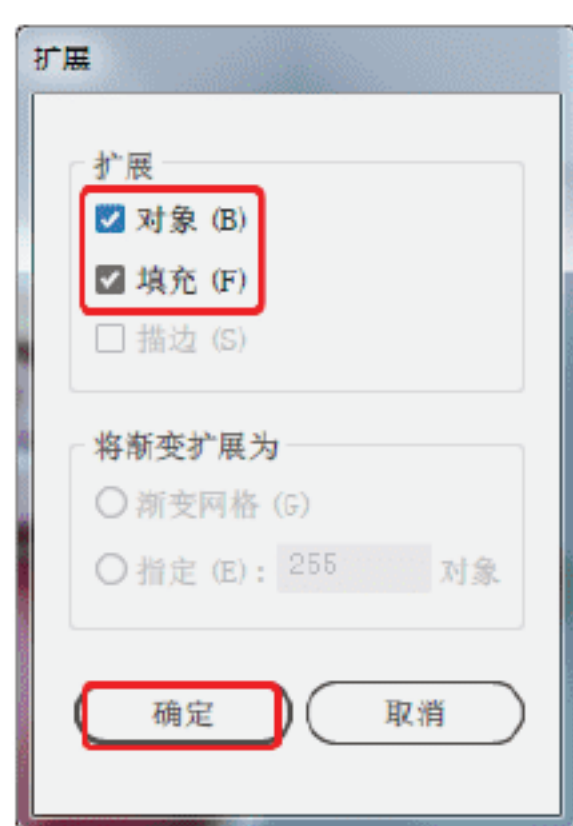 扩展
扩展
对象 (B)
填充 (F)
描边 (S)
将渐变扩展为
渐变网格 (G)
指定 (E): 255 对象
确定 取消